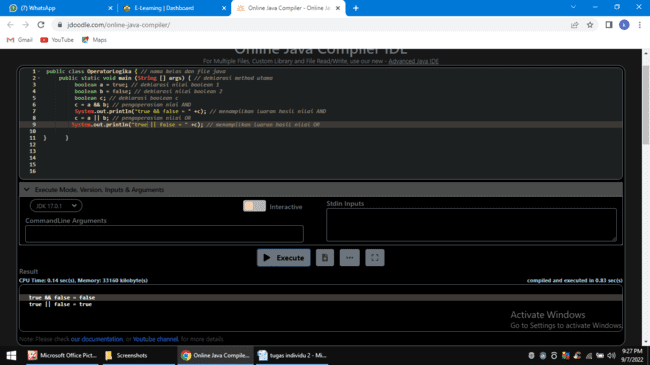 (7) WhatsApp
E-Learning | Dashboard
Online Java Compiler - Online Ja
jdoodle.com/online-java-compiler/
Gmail
YouTube
Maps
Online Java Compiler IDE
For Multiple Files, Custom Library and File Read/Write, use our new - Advanced Java IDE
1 public class OperatorLogika { // nama kelas dan file java
2 public static void main (String [] args) { // deklarasi method utama
3 boolean a = true; // deklarasi nilai boolean 1
4 boolean b = false; // deklarasi nilai boolean 2
5 boolean c; // deklarasi boolean c
6 c = a && b; // pengoperasian nlai AND
7 System.out.println("true && false = " +c); // menampilkan luaran hasil nilai AND
8 c = a || b; // pengoperasian nilai OR
9 System.out.println("true || false = " +c); // menampilkan luaran hasil nilai OR
10
11 } }
12
13
14
15
16
Execute Mode, Version, Inputs & Arguments
JDK 17.0.1
Interactive
Stdin Inputs
CommandLine Arguments
Execute
Result
CPU Time: 0.14 sec(s), Memory: 33160 kilobyte(s)
compiled and executed in 0.83 sec(s)
true && false = false
true || false = true
Activate Windows
Go to Settings to activate Windows.
Note: Please check our documentation or Youtube channel for more details
Microsoft Office Pict...
Screenshots
Online Java Compile...
tugas individu 2 - Mi...
9:27 PM
9/7/2022